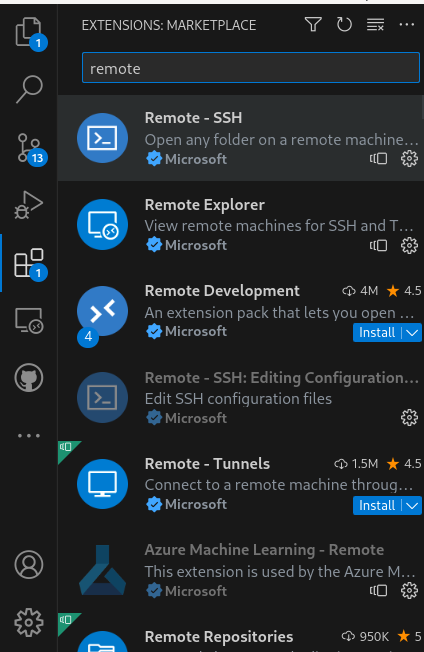 EXTENSIONS: MARKETPLACE
1
remote
13
1
Remote - SSH
Open any folder on a remote machine...
Microsoft
Remote Explorer
View remote machines for SSH and T...
Microsoft
Remote Development 4M 4.5
An extension pack that lets you open ...
4 Microsoft Install
Remote - SSH: Editing Configuration...
Edit SSH configuration files
Microsoft
Remote - Tunnels 1.5M 4.5
Connect to a remote machine throug...
Microsoft Install
Azure Machine Learning - Remote
This extension is used by the Azure M...
Microsoft
Remote Repositories 950K 5